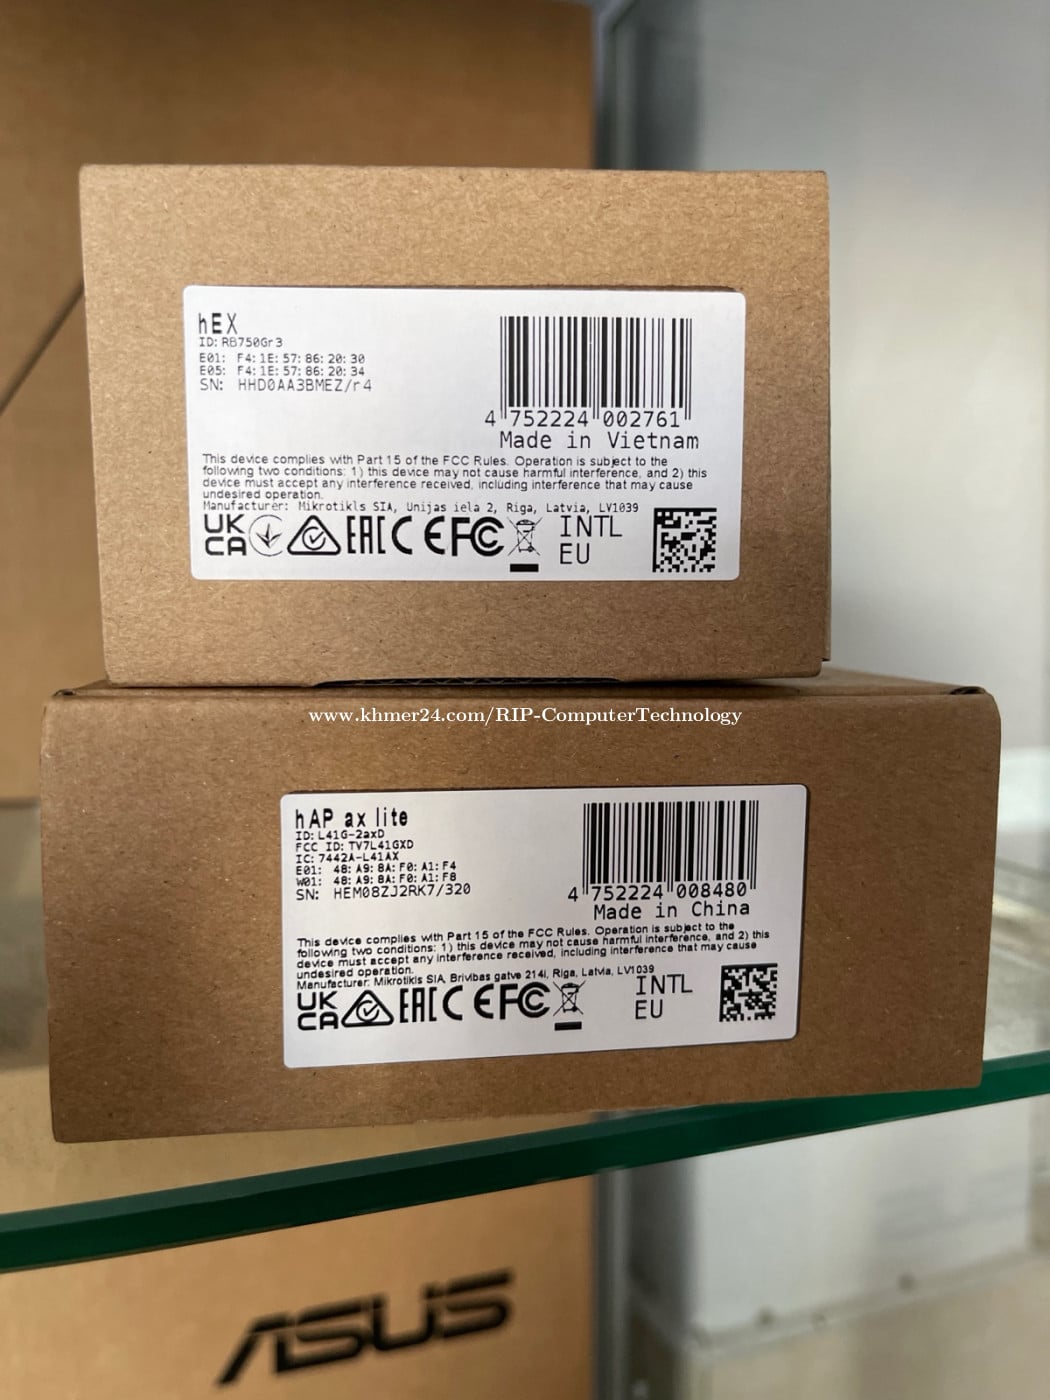 hEX
ID: RB750Gr3
E01: F4:1E:57:86:20:30
E05: F4:1E:57:86:20:34
SN: HHD0AA3BMEZ/r4
4 752224 002761
Made in Vietnam
This device complies with Part 15 of the FCC Rules. Operation is subject to the
following two conditions: 1) this device may not cause harmful interference, and 2) this
device must accept any interference received, including interference that may cause
undesired operation.
Manufacturer: Mikrotikls SIA, Unijas iela 2, Riga, Latvia, LV1039
UK
CA
EAC CE FC
INTL
EU
www.khmer24.com/RIP-ComputerTechnology
hAP ax lite
ID: L41G-2axD
FCC ID: TV7L41GXD
IC: 7442A-L41AX
E01: 48:A9:8A:F0:A1:F4
W01: 48:A9:8A:F0:A1:F8
SN: HEM08ZJ2RK7/320
4 752224 008480
Made in China
This device complies with Part 15 of the FCC Rules. Operation is subject to the
following two conditions: 1) this device may not cause harmful interference, and 2) this
device must accept any interference received, including interference that may cause
undesired operation.
Manufacturer: Mikrotikls SIA, Brivibas gatve 214i, Riga, Latvia, LV1039
UK
CA
EAC CE FC
INTL
EU
ASUS